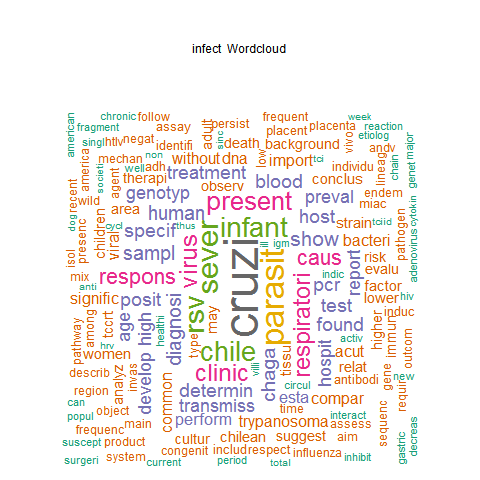 infect Wordcloud
american
chronic
follow
frequent
week
fragment
assay
persist
placent
placenta
reaction
singl
htlv
negat
identifi
adult
sinc
death
background
vivo
etiolog
america
mechan
non
without
dna
low
import
tci
andv
chain
genet
major
societi
well
adh
treatment
individu
lineag
recent
therapi
blood
conclus
agent
genotyp
observ
present
preval
endem
cytokin
dog
wild
area
human
host
miac
pathogen
presenc
cycl
thus
infant
strain
tciid
adenovirus
children
viral
specif
virus
sever
ill
igm
show
bacteri
isol
sampl
cruzi
parasit
caus
risk
mix
respons
indic
pcr
report
evalu
anti
signific
posit
rsv
respiratori
test
factor
hiv
tccrt
age
high
healthi
may
found
lower
induc
pathway
among
diagnosi
type
chile
activ
immun
higher
outcom
women
develop
clinic
chaga
tissu
hospit
acut
describ
invas
villi
relat
gene
new
region
analyz
common
determin
circul
antibodi
requir
can
object
transmiss
esta
compar
sequenc
popul
main
perform
time
interact
frequenc
trypanosoma
assess
suscept
product
cultur
chilean
suggest
aim
gastric
decreas
surgeri
system
congenit
includ
respect
influenza
hrv
current
period
total
inhibit